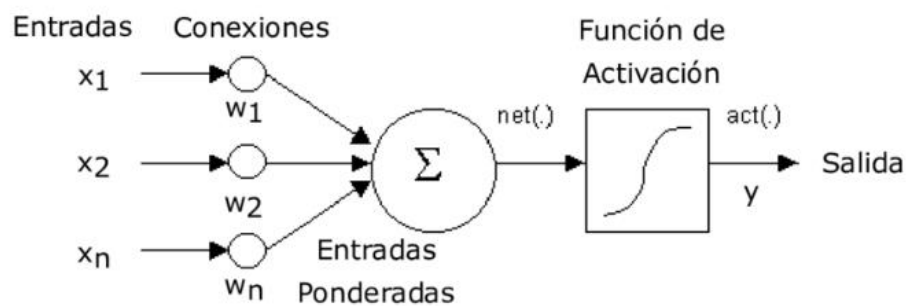 Entradas
Conexiones
Función de
Activación
x1
w1
x2
w2
xn
wn
Σ
Entradas
Ponderadas
net(.)
act(.)
y
Salida